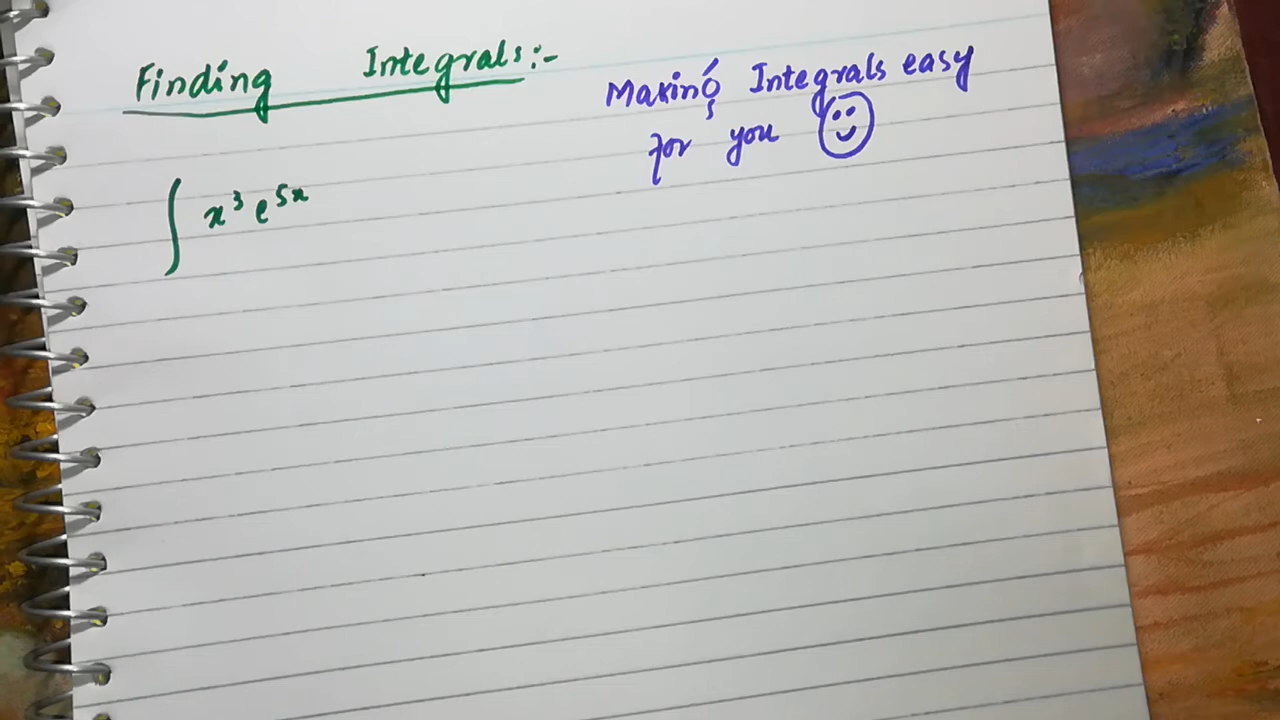 Finding Integrals:-
Making Integrals easy
for you
∫ x³ e⁵ˣ